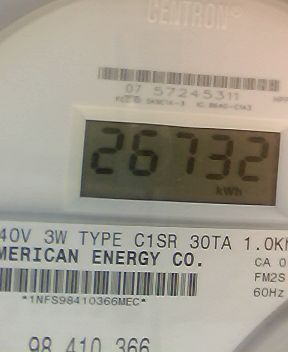 CENTRON®
07 57245311
26732
kWh
40V 3W TYPE C1SR 30TA 1.0K
MERICAN ENERGY CO.
CA 0
FM2S
60Hz
*1NFS98410366MEC*
98 410 366